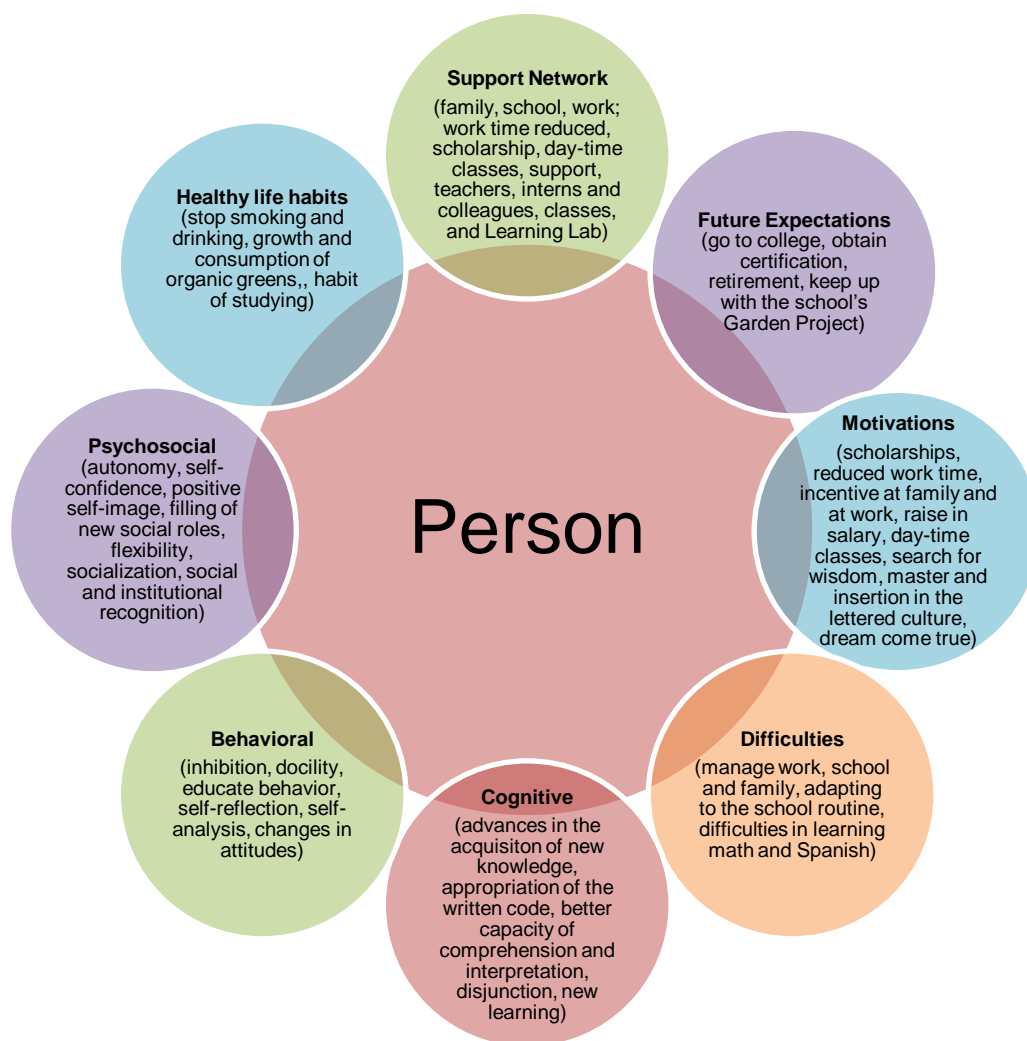 Support Network
(family, school, work;
work time reduced,
scholarship, day-time
classes, support,
teachers, interns and
colleagues, classes,
and Learning Lab)
Future Expectations
(go to college, obtain
certification,
retirement, keep up
with the school's
Garden Project)
Motivations
(scholarships,
reduced work time,
incentive at family and
at work, raise in
salary, day-time
classes, search for
wisdom, master and
insertion in the
lettered culture,
dream come true)
Difficulties
(manage work, school
and family, adapting
to the school routine,
difficulties in learning
math and Spanish)
Cognitive
(advances in the
acquisiton of new
knowledge,
appropriation of the
written code, better
capacity of
comprehension and
interpretation,
disjunction, new
learning)
Behavioral
(inhibition, docility,
educate behavior,
self-reflection, self-
analysis, changes in
attitudes)
Psychosocial
(autonomy, self-
confidence, positive
self-image, filling of
new social roles,
flexibility,
socialization, social
and institutional
recognition)
Healthy life habits
(stop smoking and
drinking, growth and
consumption of
organic greens,, habit
of studying)
Person